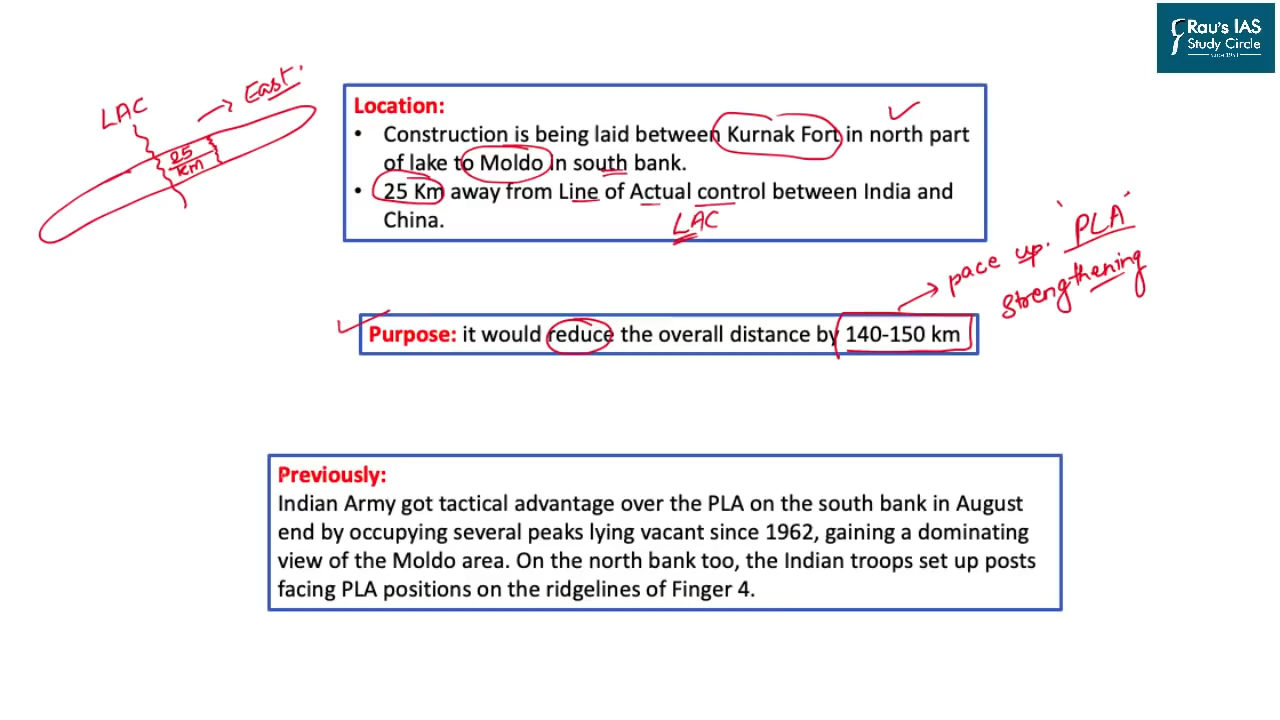 Rau's IAS
Study Circle
since 1953
LAC
East.
25
km
Location:
• Construction is being laid between Kurnak Fort in north part
of lake to Moldo in south bank.
• 25 Km away from Line of Actual control between India and
China.
LAC
"PLA"
pace up.
strengthening
Purpose: it would reduce the overall distance by 140-150 km
Previously:
Indian Army got tactical advantage over the PLA on the south bank in August
end by occupying several peaks lying vacant since 1962, gaining a dominating
view of the Moldo area. On the north bank too, the Indian troops set up posts
facing PLA positions on the ridgelines of Finger 4.